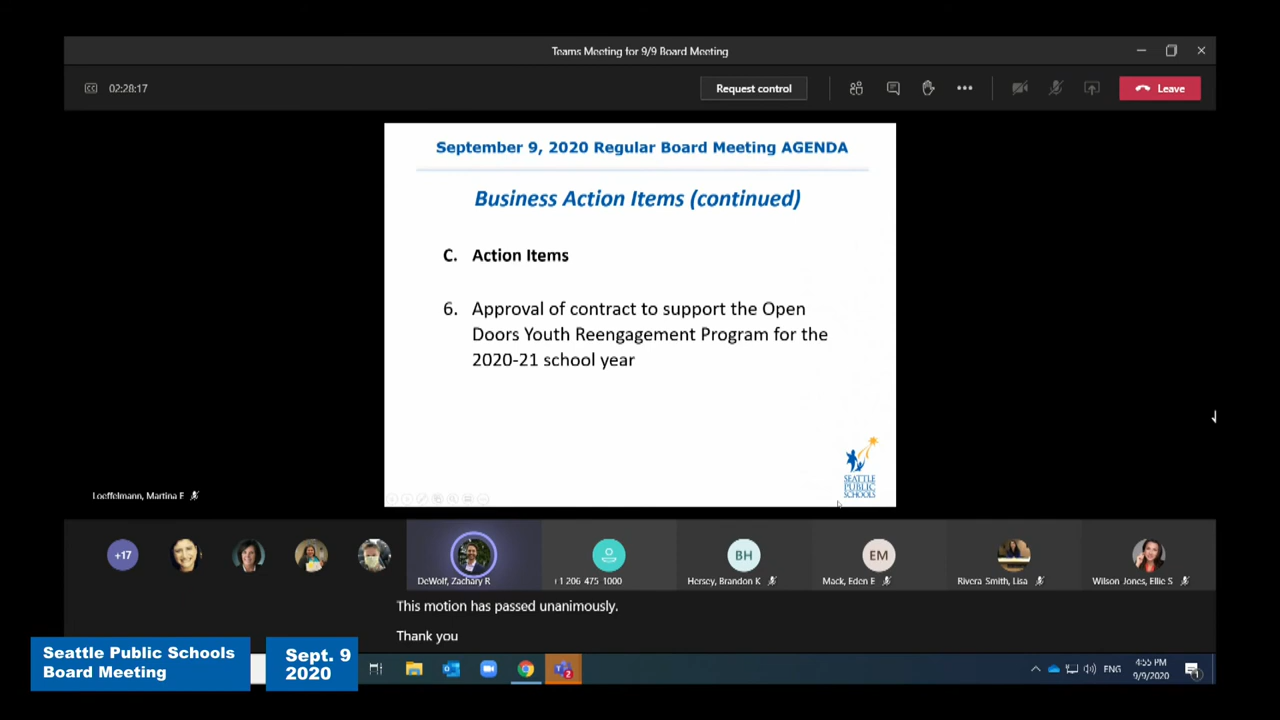 Teams Meeting for 9/9 Board Meeting
CC 02:28:17
Request control
Leave
September 9, 2020 Regular Board Meeting AGENDA
Business Action Items (continued)
C. Action Items
6. Approval of contract to support the Open
Doors Youth Reengagement Program for the
2020-21 school year
SEATTLE
PUBLIC
SCHOOLS
Loeffelmann, Martina E
+17
BH
EM
DeWolf, Zachary R
1 206 475 1000
Hersey, Brandon K
Mack, Eden E
Rivera Smith, Lisa
Wilson Jones, Ellie S
This motion has passed unanimously.
Thank you
Seattle Public Schools
Board Meeting
Sept. 9
2020
2
ENG
4:55 PM
9/9/2020
1